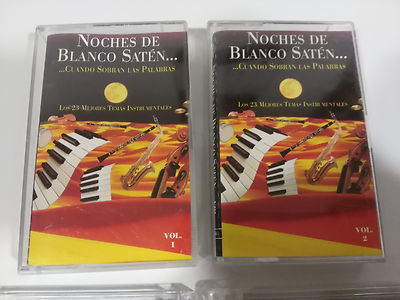 NOCHES DE
BLANCO SATÉN...
...CUANDO SOBRAN LAS PALABRAS
LOS 23 MEJORES TEMAS INSTRUMENTALES
VOL.
1
NOCHES DE
BLANCO SATÉN...
...CUANDO SOBRAN LAS PALABRAS
LOS 23 MEJORES TEMAS INSTRUMENTALES
VOL.
2